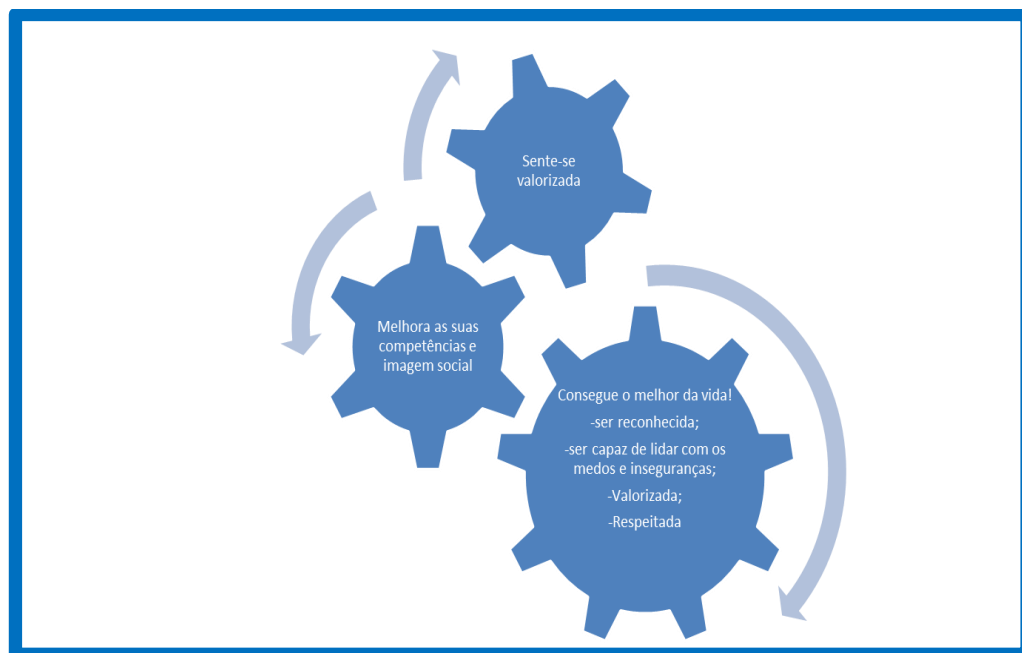 Sente-se
valorizada
Melhora as suas
competências e
imagem social
Consegue o melhor da vida!
-ser reconhecida;
-ser capaz de lidar com os
medos e inseguranças;
-Valorizada;
-Respeitada